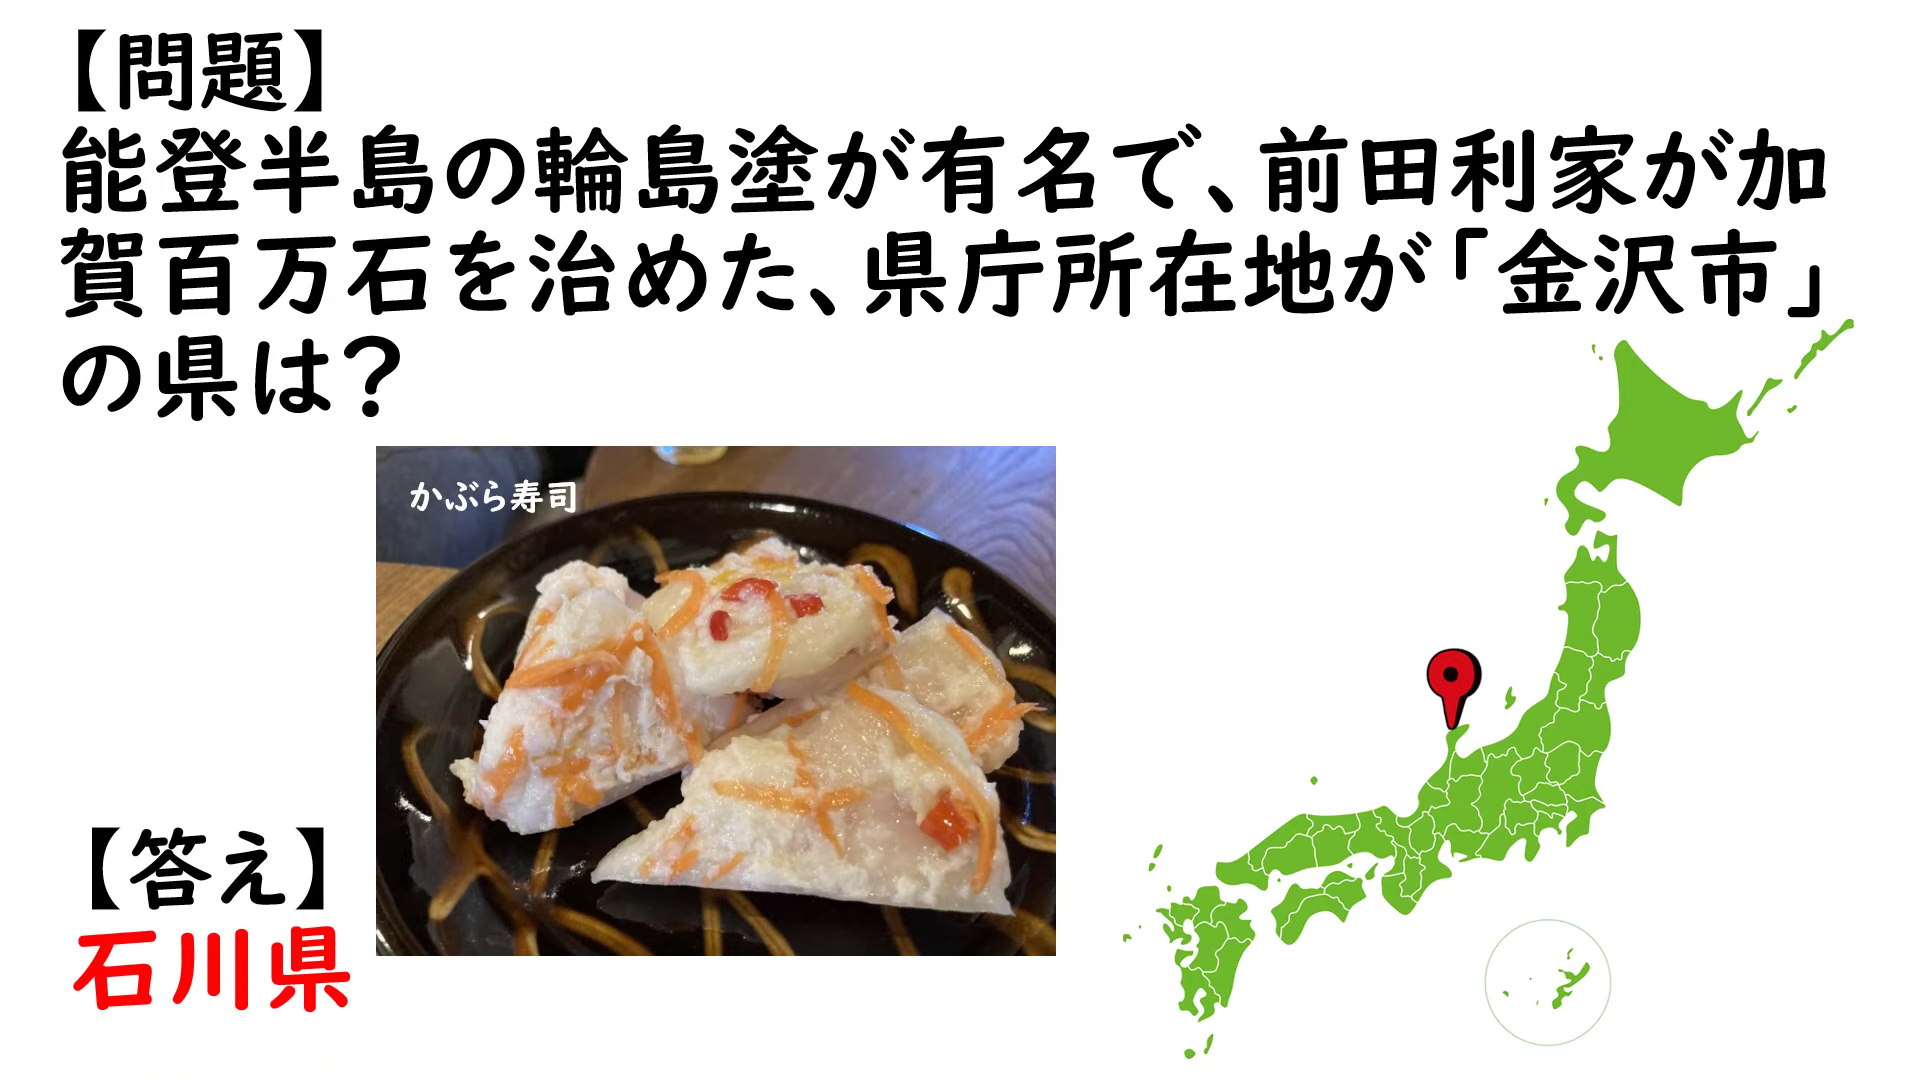 【問題】
能登半島の輪島塗が有名で、前田利家が加
賀百万石を治めた、県庁所在地が「金沢市」
の県は？
かぶら寿司
【答え】
石川県